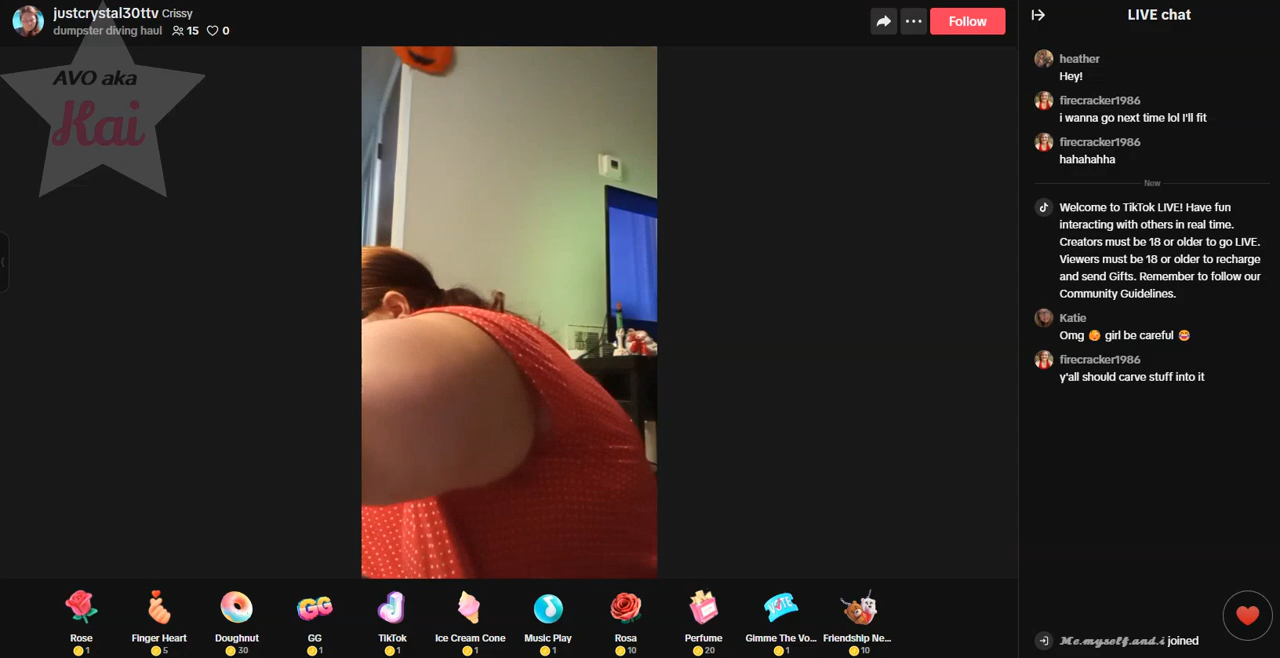 justcrystal30ttv Crissy
dumpster diving haul 15 0
Follow
LIVE chat
AVO aka
Kai
heather
Hey!
firecracker1986
i wanna go next time lol I'll fit
firecracker1986
hahahahha
New
Welcome to TikTok LIVE! Have fun
interacting with others in real time.
Creators must be 18 or older to go LIVE.
Viewers must be 18 or older to recharge
and send Gifts. Remember to follow our
Community Guidelines.
Katie
Omg 🤭 girl be careful 😂
firecracker1986
y'all should carve stuff into it
GG
VOTE
Rose Finger Heart Doughnut GG TikTok Ice Cream Cone Music Play Rosa Perfume Gimme The Vo... Friendship Ne...
1 5 30 1 1 1 1 10 20 1 10
Me.myself.and.i joined